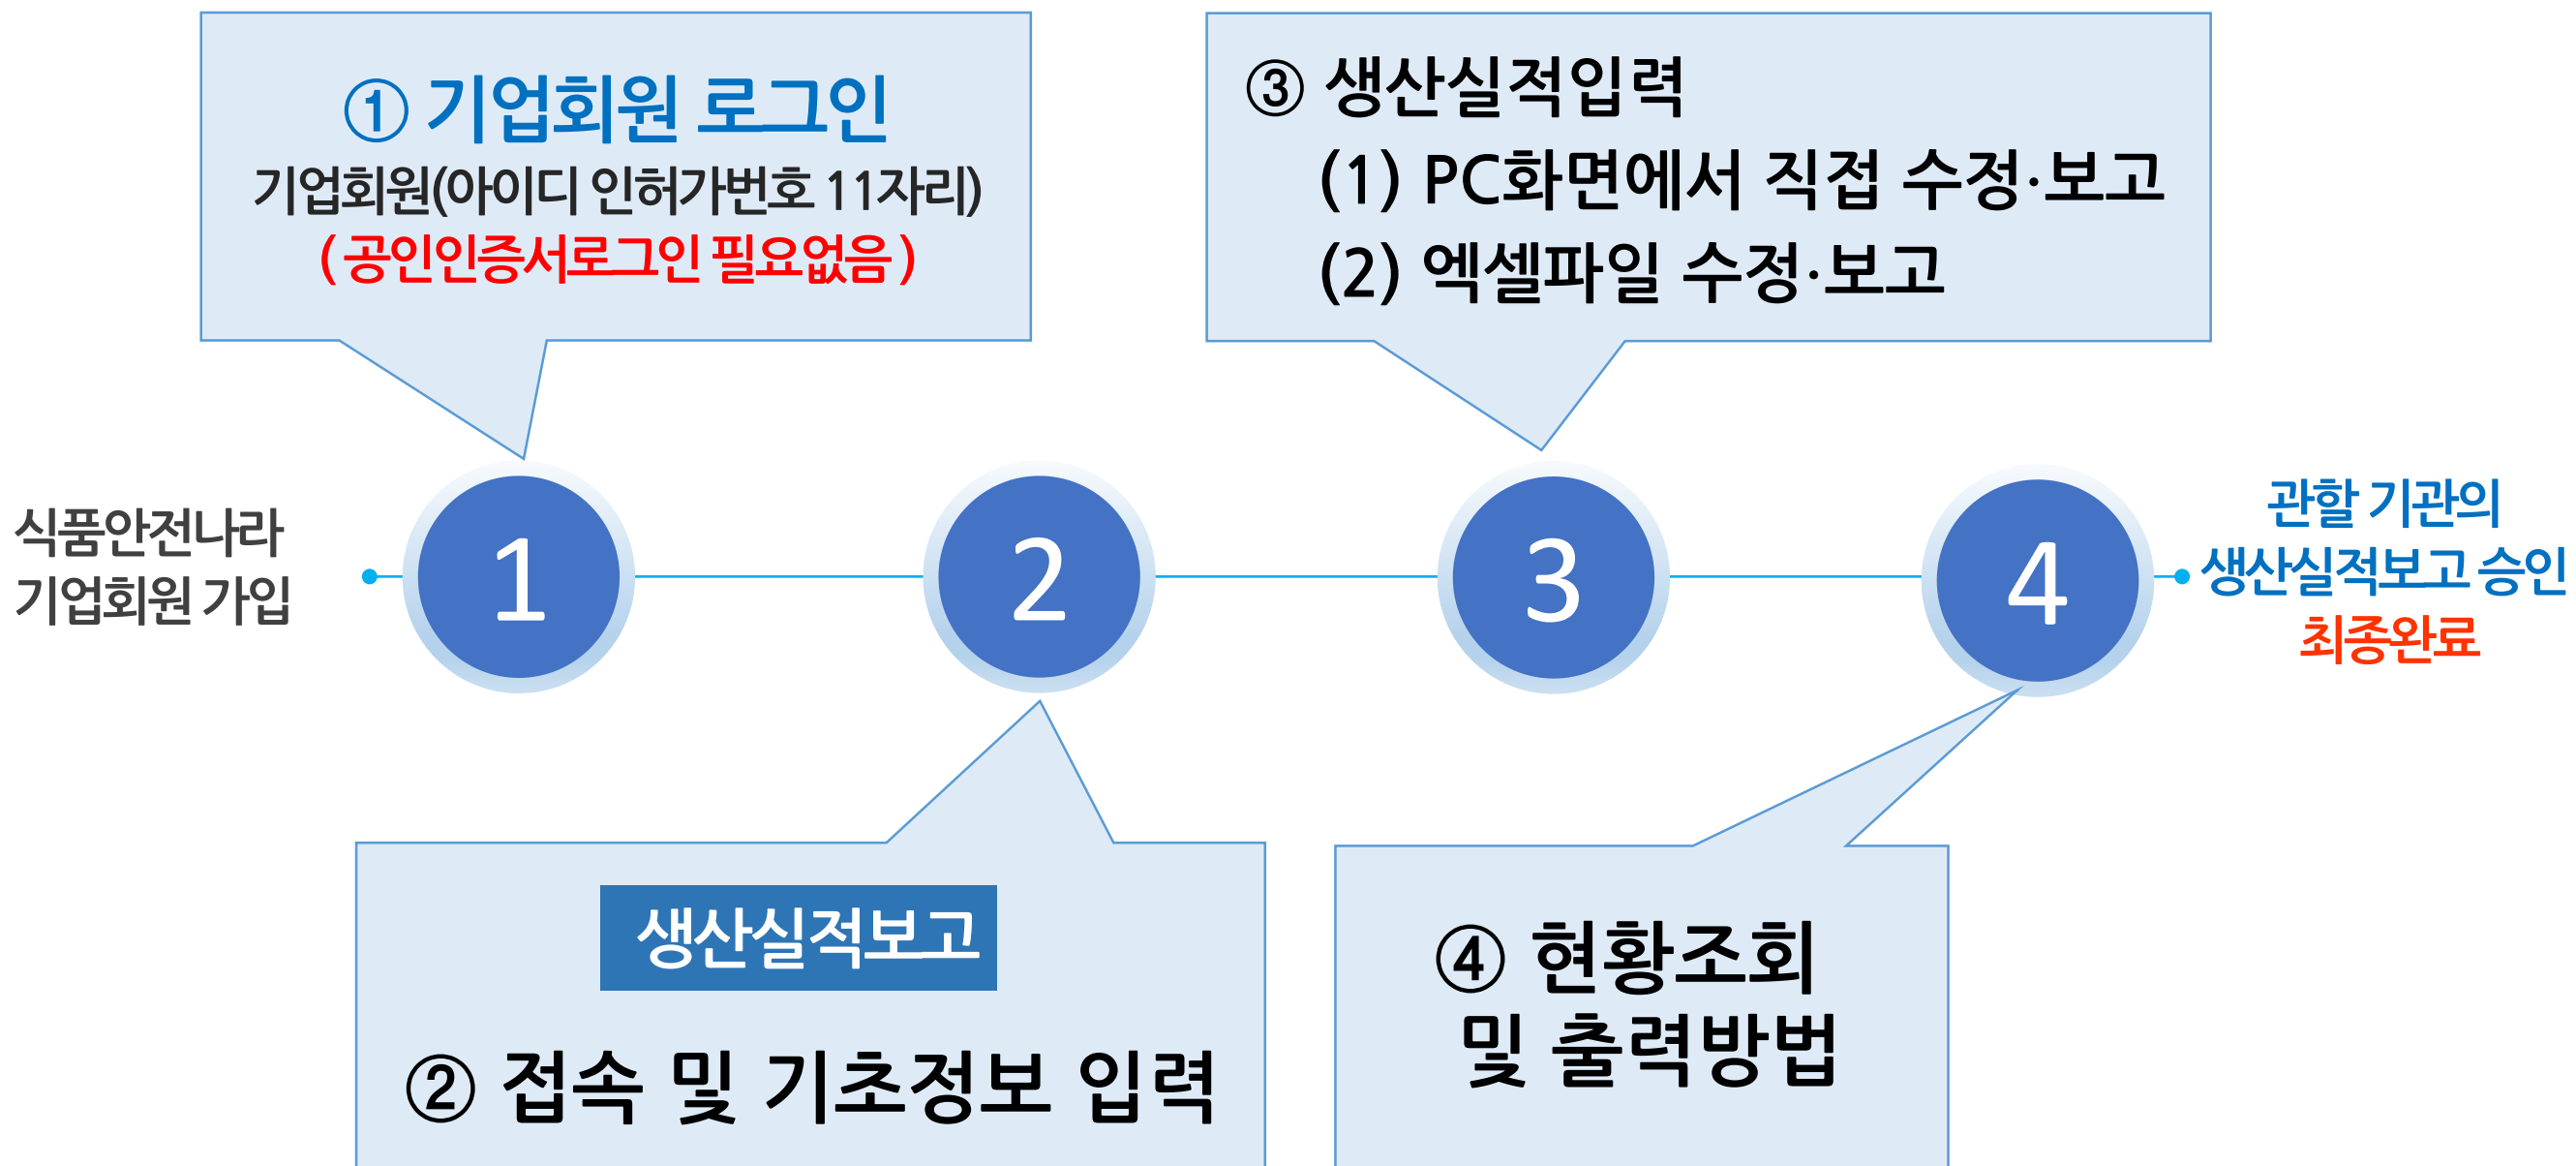 ① 기업회원 로그인
기업회원(아이디 인허가번호 11자리)
(공인인증서로그인 필요없음)
③ 생산실적입력
(1) PC화면에서 직접 수정·보고
(2) 엑셀파일 수정·보고
식품안전나라
기업회원 가입
1
2
3
4
관할 기관의
생산실적보고 승인
최종완료
생산실적보고
② 접속 및 기초정보 입력
④ 현황조회
및 출력방법